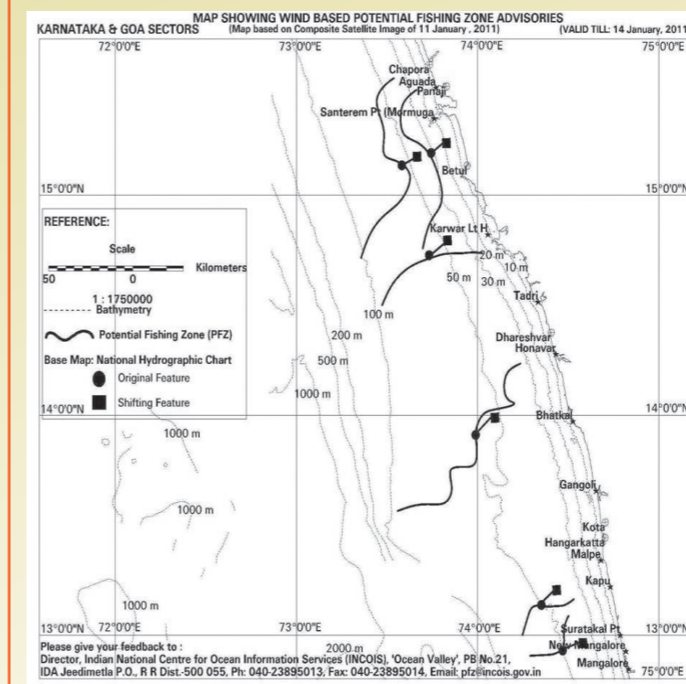 MAP SHOWING WIND BASED POTENTIAL FISHING ZONE ADVISORIES
KARNATAKA & GOA SECTORS (Map based on Composite Satellite Image of 11 January , 2011) (VALID TILL: 14 January, 2011
72°0'0"E 73°0'0"E 74°0'0"E 75°0'0"E
Chapora
Aguada
Panaji
Santerem Pt (Mormuga
Betul
15°0'0"N 15°0'0"N
REFERENCE:
Scale
Kilometers
50 0
1 : 1750000
Bathymetry
Potential Fishing Zone (PFZ)
Base Map: National Hydrographic Chart
Original Feature
Shifting Feature
Karwar Lt H
20 m
10 m
50 m 30 m
Tadri
100 m
200 m
Dhareshvar
Honavar
500 m
1000 m
14°0'0"N 14°0'0"N
Bhatkal
1000 m
Gangoli
1000 m
Kota
Hangarkatta
Malpe
Kapu
1000 m
Suratakal Pt
13°0'0"N 72°0'0"E 73°0'0"E 74°0'0"E 13°0'0"N
New Mangalore
2000 m
Mangalore
75°0'0"E
Please give your feedback to :
Director, Indian National Centre for Ocean Information Services (INCOIS), 'Ocean Valley', PB No.21,
IDA Jeedimetla P.O., R R Dist.-500 055, Ph: 040-23895013, Fax: 040-23895014, Email: pfz@incois.gov.in